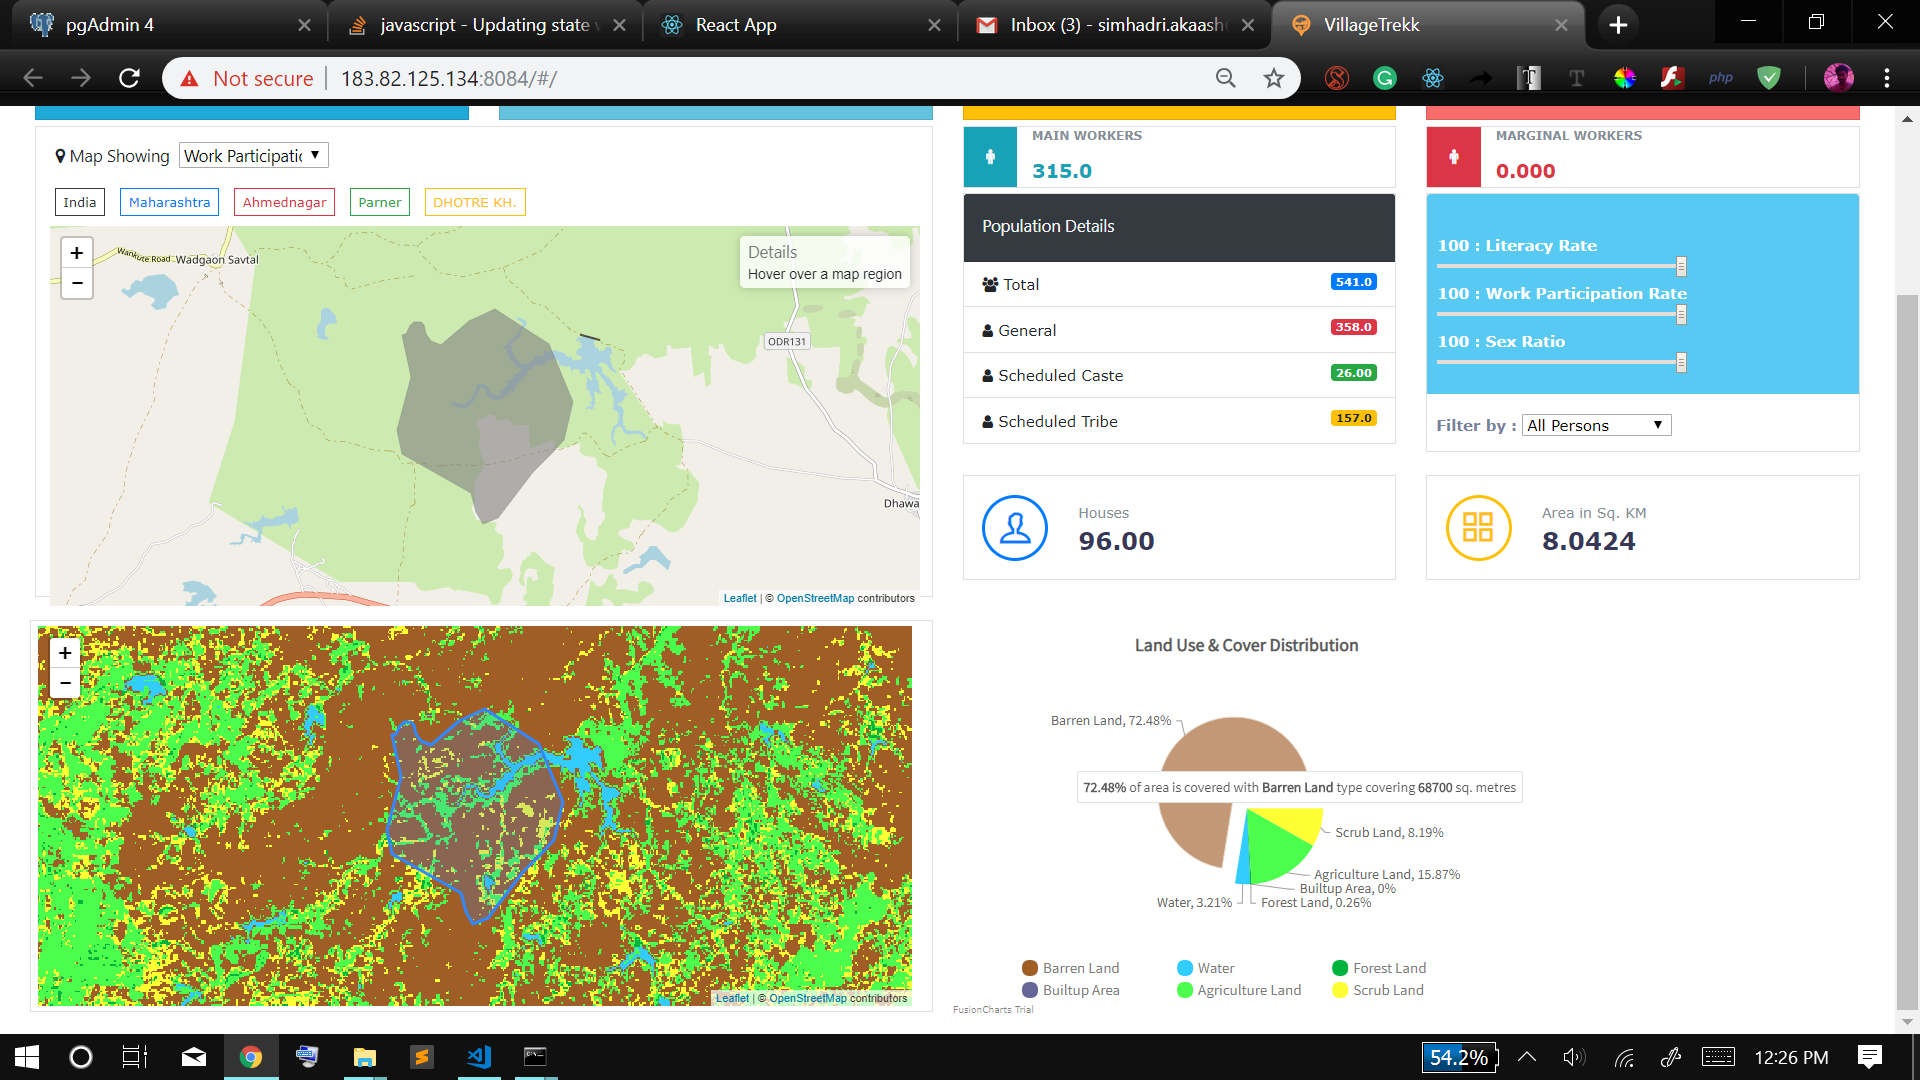 pgAdmin 4
javascript - Updating state
React App
Inbox (3) - simhadri.akaash
VillageTrekk
Not secure
183.82.125.134:8084/#/
php
Map Showing
Work Participatic
India
Maharashtra
Ahmednagar
Parner
DHOTRE KH.
+
-
Wankute Road
Wadgaon Savtal
Details
Hover over a map region
ODR131
Dhawa
Leaflet | © OpenStreetMap contributors
MAIN WORKERS
315.0
MARGINAL WORKERS
0.000
Population Details
Total
541.0
General
358.0
Scheduled Caste
26.00
Scheduled Tribe
157.0
100 : Literacy Rate
100 : Work Participation Rate
100 : Sex Ratio
Filter by :
All Persons
Houses
96.00
Area in Sq. KM
8.0424
+
-
Leaflet | © OpenStreetMap contributors
Land Use & Cover Distribution
Barren Land, 72.48%
72.48% of area is covered with Barren Land type covering 68700 sq. metres
Scrub Land, 8.19%
Agriculture Land, 15.87%
Builtup Area, 0%
Water, 3.21%
Forest Land, 0.26%
Barren Land
Water
Forest Land
Builtup Area
Agriculture Land
Scrub Land
FusionCharts Trial
54.2%
12:26 PM